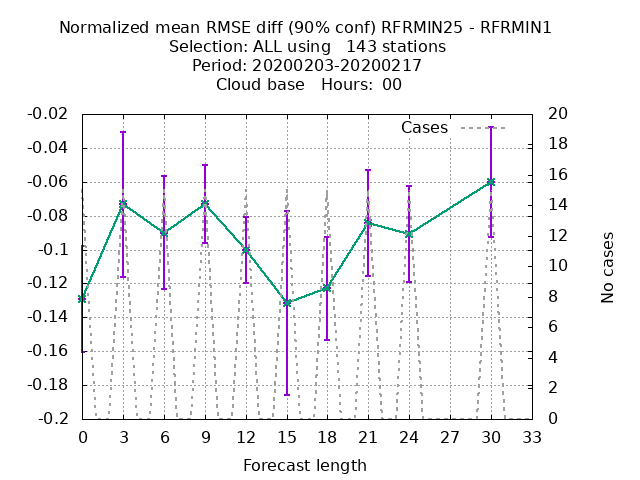 Normalized mean RMSE diff (90% conf) RFRMIN25 - RFRMIN1
Selection: ALL using   143 stations
Period: 20200203-20200217
Cloud base   Hours:  00
Cases
-0.02
-0.04
-0.06
-0.08
-0.1
-0.12
-0.14
-0.16
-0.18
-0.2
20
18
16
14
12
10
8
6
4
2
0
No cases
0 3 6 9 12 15 18 21 24 27 30 33
Forecast length